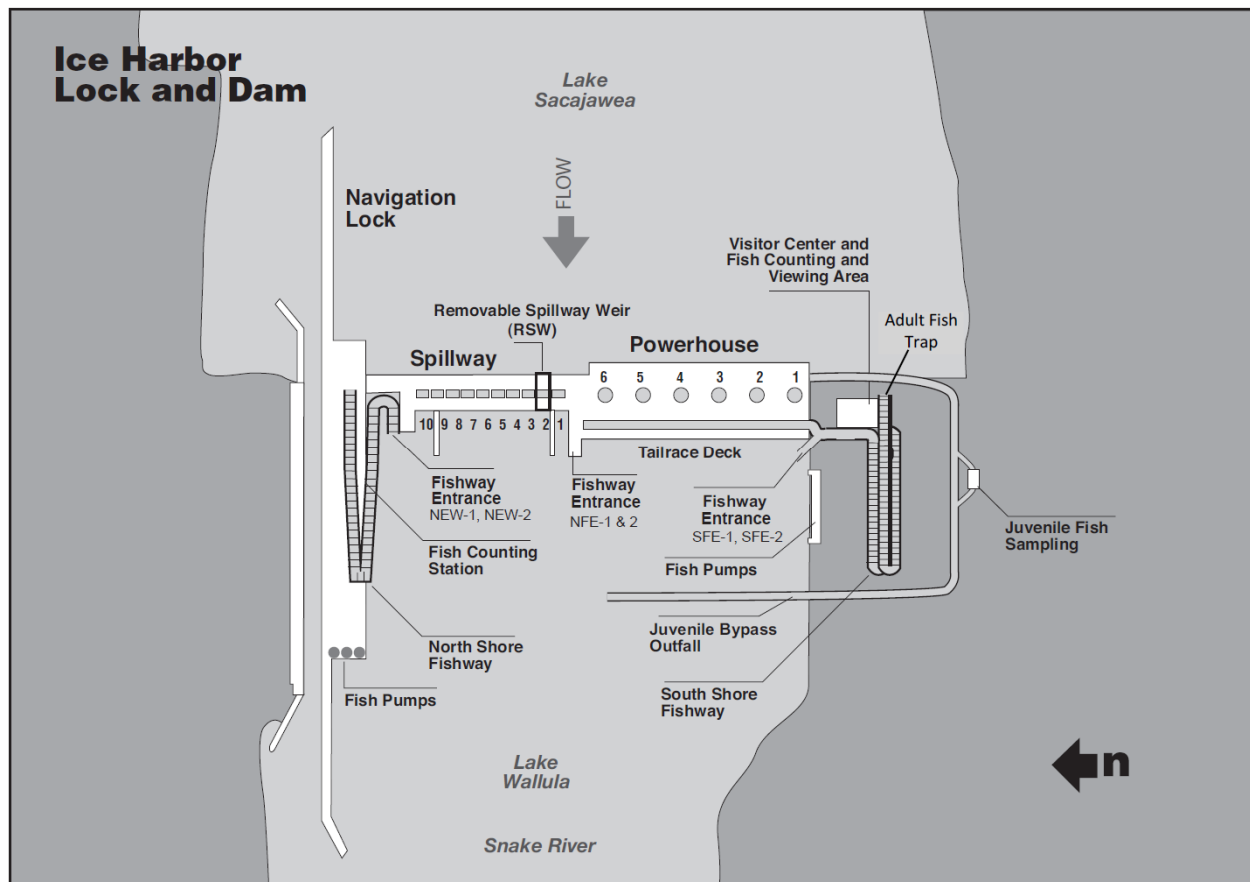 Ice Harbor
Lock and Dam
Lake
Sacajawea
FLOW
Navigation
Lock
Visitor Center and
Fish Counting and
Viewing Area
Removable Spillway Weir
(RSW)
Adult Fish
Trap
Spillway
Powerhouse
6 5 4 3 2 1
10 9 8 7 6 5 4 3 2 1
Tailrace Deck
Fishway
Entrance
NEW-1, NEW-2
Fishway
Entrance
NFE-1 & 2
Fishway
Entrance
SFE-1, SFE-2
Juvenile Fish
Sampling
Fish Counting
Station
Fish Pumps
North Shore
Fishway
Juvenile Bypass
Outfall
Fish Pumps
South Shore
Fishway
Lake
Wallula
n
Snake River